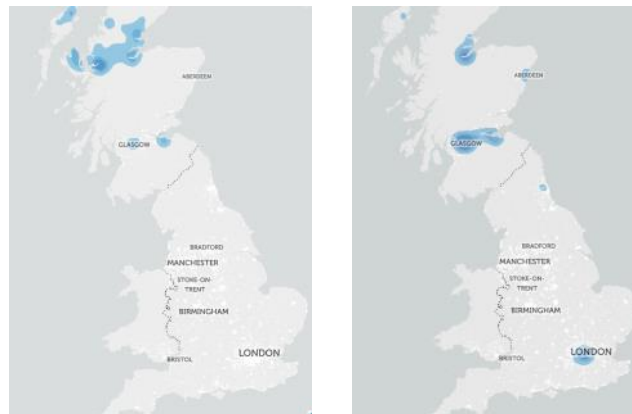 ABERDEEN
GLASGOW
BRADFORD
MANCHESTER
STOKE-ON-
TRENT
BIRMINGHAM
BRISTOL
LONDON
ABERDEEN
GLASGOW
BRADFORD
MANCHESTER
STOKE-ON-
TRENT
BIRMINGHAM
BRISTOL
LONDON